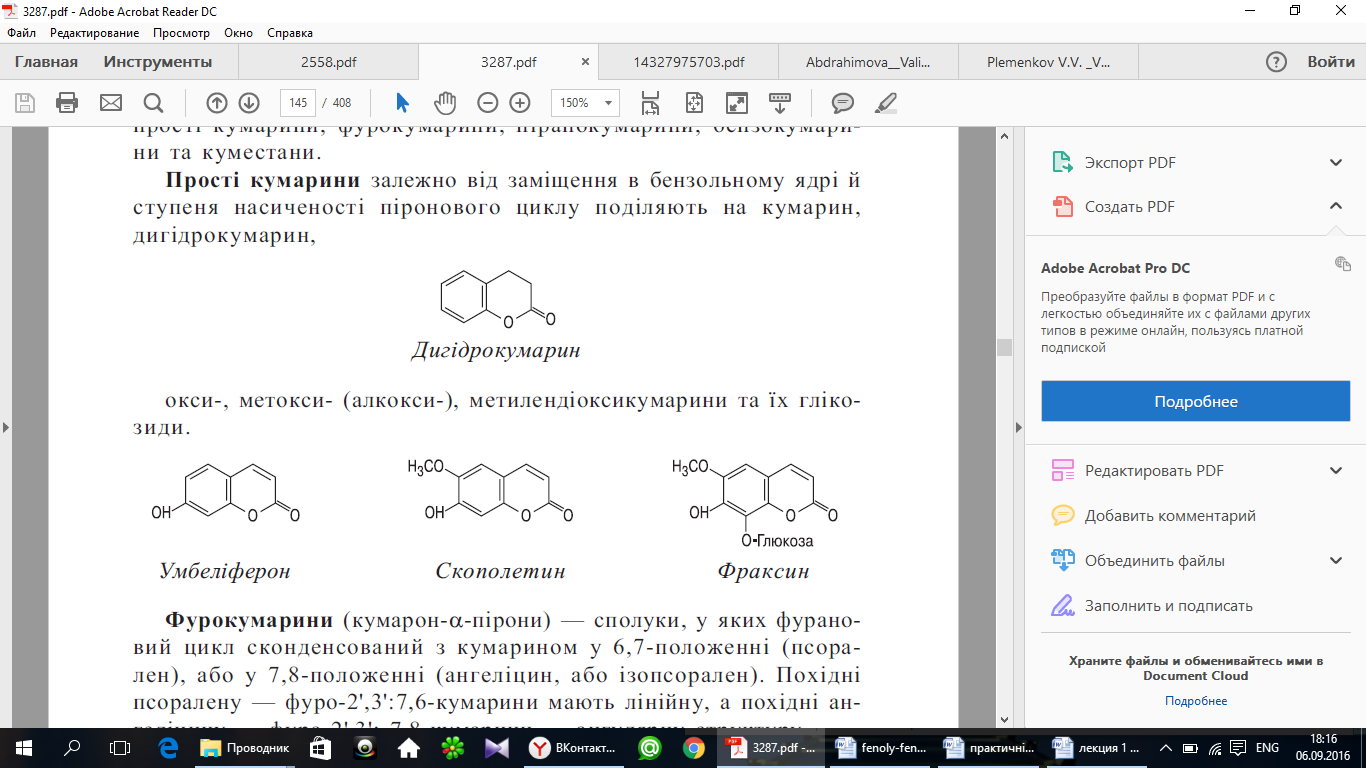 3287.pdf - Adobe Acrobat Reader DC
Файл Редактирование Просмотр Окно Справка
Главная Инструменты 2558.pdf 3287.pdf × 14327975703.pdf Abdrahimova__Vali... Plemenkov V.V. _V... ? Войти
145 / 408 150%
прості кумарини, фурокумарини, піранокумарини, бензокумари-
ни та куместани.
Прості кумарини залежно від заміщення в бензольному ядрі й
ступеня насиченості піронового циклу поділяють на кумарин,
дигідрокумарин,
O O
Дигідрокумарин
окси-, метокси- (алкокси-), метилендіоксикумарини та їх гліко-
зиди.
OH O O
Умбеліферон
H₃CO OH O O
Скополетин
H₃CO OH O O
O-Глюкоза
Фраксин
Фурокумарини (кумарон-α-пірони) — сполуки, у яких фурано-
вий цикл сконденсований з кумарином у 6,7-положенні (псора-
лен), або у 7,8-положенні (ангеліцин, або ізопсорален). Похідні
псоралену — фуро-2',3':7,6-кумарини мають лінійну, а похідні ан-
Экспорт PDF
Создать PDF
Adobe Acrobat Pro DC
Преобразуйте файлы в формат PDF и с
легкостью объединяйте их с файлами других
типов в режиме онлайн, пользуясь платной
подпиской
Подробнее
Редактировать PDF
Добавить комментарий
Объединить файлы
Заполнить и подписать
Храните файлы и обменивайтесь ими в
Document Cloud
Подробнее
Проводник ВКонтакт... 3287.pdf -... fenoly-fen... практичні... лекция 1 ... ENG 18:16
06.09.2016